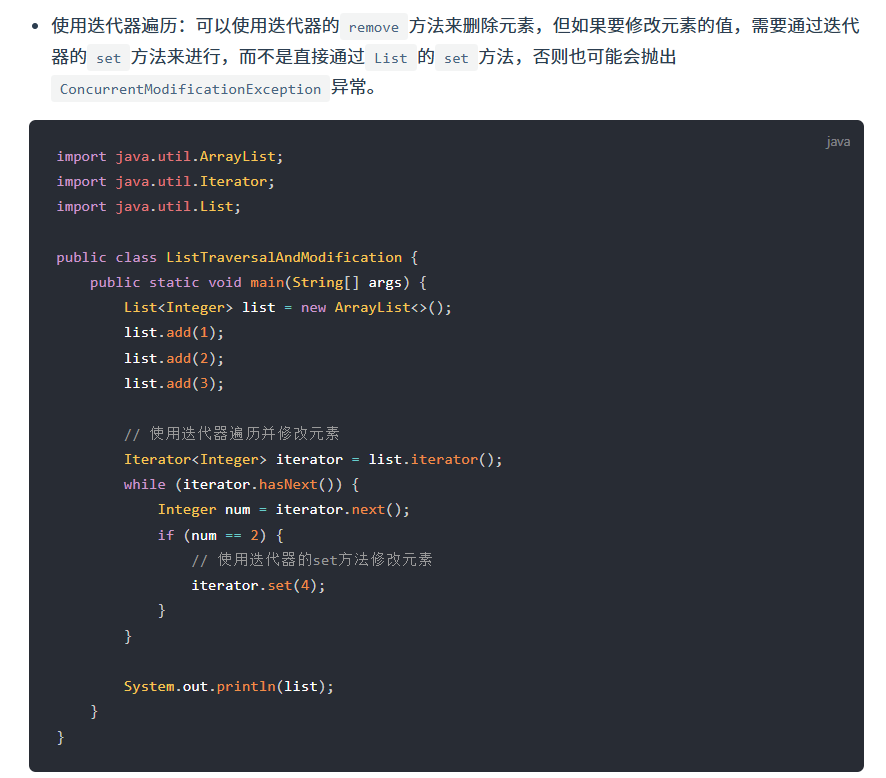 • 使用迭代器遍历：可以使用迭代器的 remove 方法来删除元素，但如果要修改元素的值，需要通过迭代
器的 set 方法来进行，而不是直接通过 List 的 set 方法，否则也可能会抛出
ConcurrentModificationException 异常。
java
import java.util.ArrayList;
import java.util.Iterator;
import java.util.List;

public class ListTraversalAndModification {
    public static void main(String[] args) {
        List<Integer> list = new ArrayList<>();
        list.add(1);
        list.add(2);
        list.add(3);

        // 使用迭代器遍历并修改元素
        Iterator<Integer> iterator = list.iterator();
        while (iterator.hasNext()) {
            Integer num = iterator.next();
            if (num == 2) {
                // 使用迭代器的set方法修改元素
                iterator.set(4);
            }
        }

        System.out.println(list);
    }
}